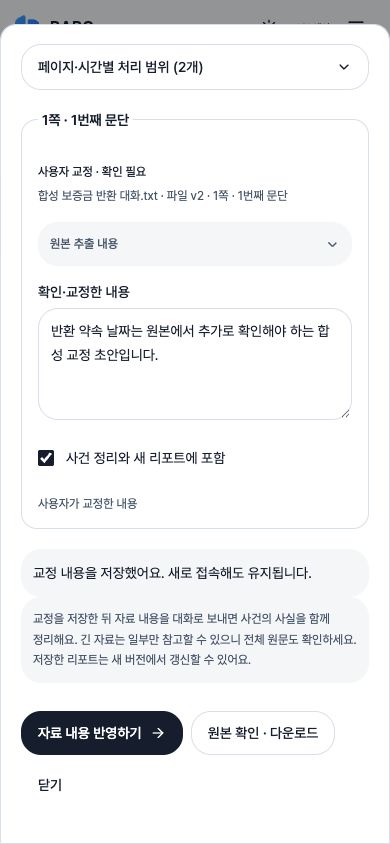 페이지·시간별 처리 범위 (2개)
1쪽 · 1번째 문단
사용자 교정 · 확인 필요
합성 보증금 반환 대화.txt · 파일 v2 · 1쪽 · 1번째 문단
원본 추출 내용
확인·교정한 내용
반환 약속 날짜는 원본에서 추가로 확인해야 하는 합
성 교정 초안입니다.
사건 정리와 새 리포트에 포함
사용자가 교정한 내용
교정 내용을 저장했어요. 새로 접속해도 유지됩니다.
교정을 저장한 뒤 자료 내용을 대화로 보내면 사건의 사실을 함께
정리해요. 긴 자료는 일부만 참고할 수 있으니 전체 원문도 확인하세요.
저장한 리포트는 새 버전에서 갱신할 수 있어요.
자료 내용 반영하기 →
원본 확인 · 다운로드
닫기